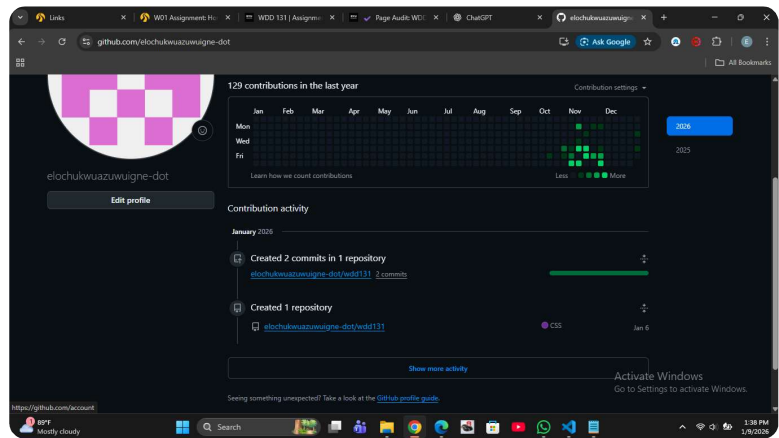 Links
W01 Assignment: Ho
WDD 131 | Assignme
Page Audit: WDD
ChatGPT
elochukwuazuwuigne
github.com/elochukwuazuwuigne-dot
Ask Google
E
All Bookmarks
129 contributions in the last year
Contribution settings
Jan Feb Mar Apr May Jun Jul Aug Sep Oct Nov Dec
Mon
Wed
Fri
Learn how we count contributions
Less More
2026
2025
elochukwuazuwuigne-dot
Edit profile
Contribution activity
January 2026
Created 2 commits in 1 repository
elochukwuazuwuigne-dot/wdd131 2 commits
Created 1 repository
elochukwuazuwuigne-dot/wdd131
CSS
Jan 6
Show more activity
Seeing something unexpected? Take a look at the GitHub profile guide.
Activate Windows
Go to Settings to activate Windows.
https://github.com/account
1
89°F
Mostly cloudy
Search
1:38 PM
1/9/2026